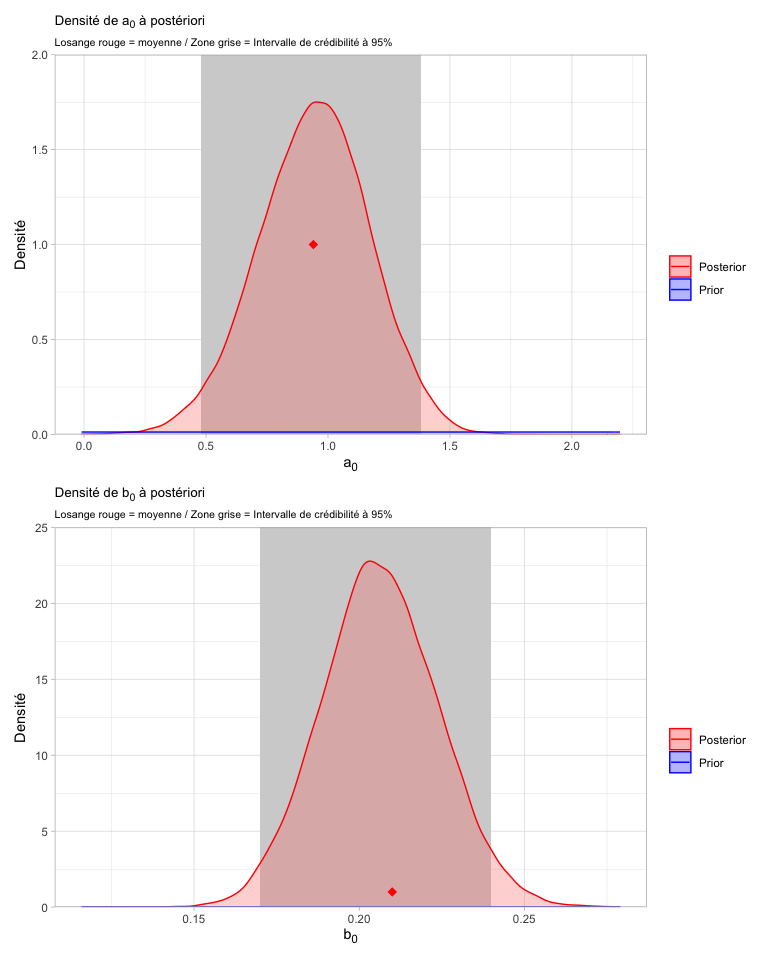 Densité de a0 à postériori
Losange rouge = moyenne / Zone grise = Intervalle de crédibilité à 95%
2.0
1.5
1.0
0.5
0.0
Densité
0.0 0.5 1.0 1.5 2.0
a0
Posterior
Prior
Densité de b0 à postériori
Losange rouge = moyenne / Zone grise = Intervalle de crédibilité à 95%
25
20
15
10
5
0
Densité
0.15 0.20 0.25
b0
Posterior
Prior